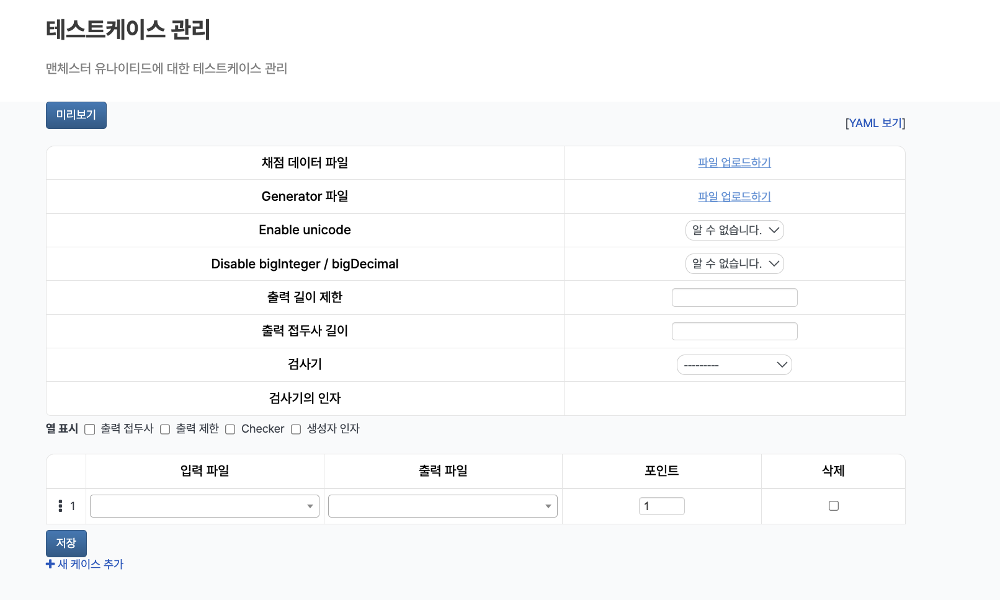 테스트케이스 관리
맨체스터 유나이티드에 대한 테스트케이스 관리
미리보기
[YAML 보기]
채점 데이터 파일 파일 업로드하기
Generator 파일 파일 업로드하기
Enable unicode 알 수 없습니다.
Disable bigInteger / bigDecimal 알 수 없습니다.
출력 길이 제한
출력 접두사 길이
검사기 ---------
검사기의 인자
열 표시 출력 접두사 출력 제한 Checker 생성자 인자
입력 파일 출력 파일 포인트 삭제
1 1
저장
새 케이스 추가